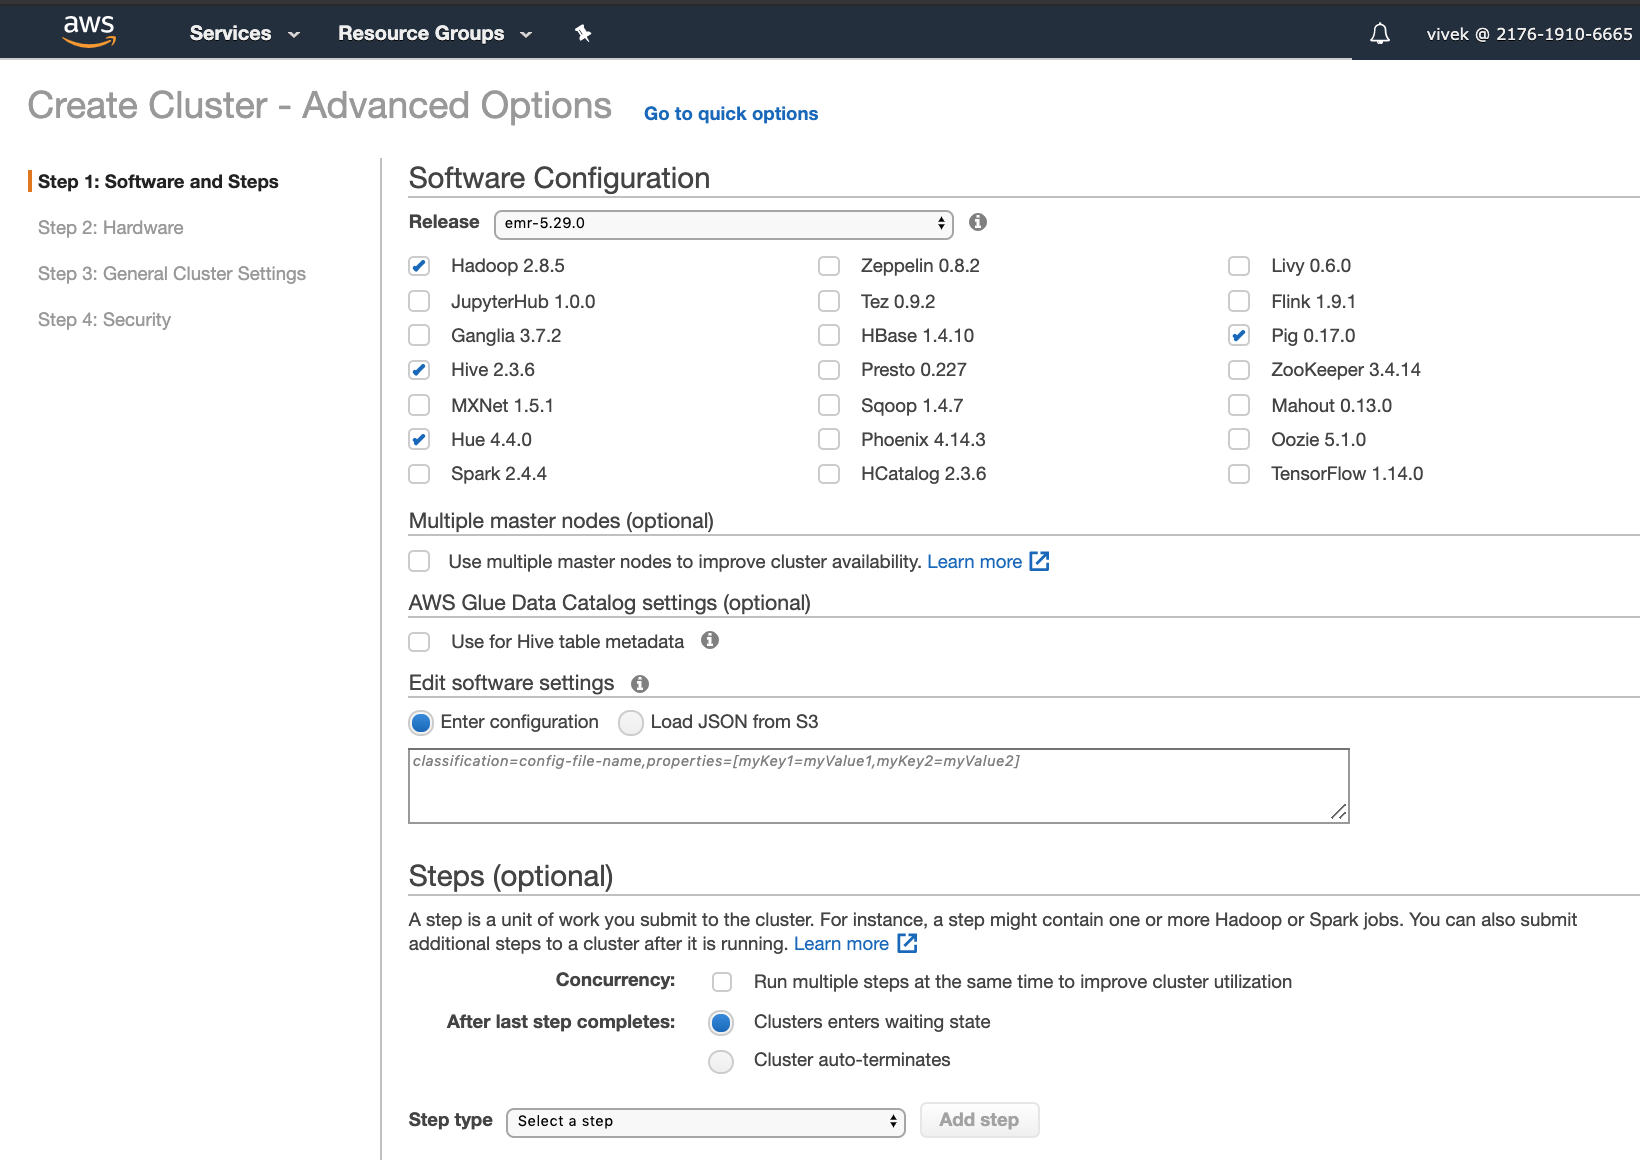 aws Services Resource Groups vivek @ 2176-1910-6665
Create Cluster - Advanced Options Go to quick options
Step 1: Software and Steps
Step 2: Hardware
Step 3: General Cluster Settings
Step 4: Security
Software Configuration
Release emr-5.29.0
Hadoop 2.8.5 Zeppelin 0.8.2 Livy 0.6.0
JupyterHub 1.0.0 Tez 0.9.2 Flink 1.9.1
Ganglia 3.7.2 HBase 1.4.10 Pig 0.17.0
Hive 2.3.6 Presto 0.227 ZooKeeper 3.4.14
MXNet 1.5.1 Sqoop 1.4.7 Mahout 0.13.0
Hue 4.4.0 Phoenix 4.14.3 Oozie 5.1.0
Spark 2.4.4 HCatalog 2.3.6 TensorFlow 1.14.0
Multiple master nodes (optional)
Use multiple master nodes to improve cluster availability. Learn more
AWS Glue Data Catalog settings (optional)
Use for Hive table metadata
Edit software settings
Enter configuration Load JSON from S3
classification=config-file-name,properties=[myKey1=myValue1,myKey2=myValue2]
Steps (optional)
A step is a unit of work you submit to the cluster. For instance, a step might contain one or more Hadoop or Spark jobs. You can also submit
additional steps to a cluster after it is running. Learn more
Concurrency: Run multiple steps at the same time to improve cluster utilization
After last step completes: Clusters enters waiting state
Cluster auto-terminates
Step type Select a step Add step